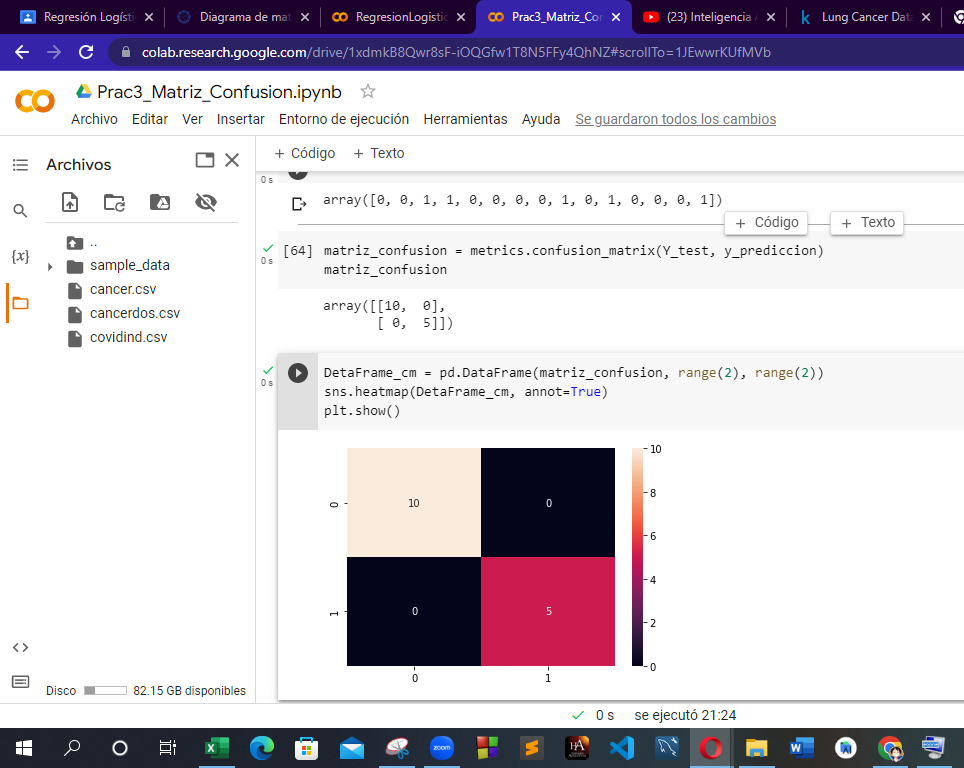 Regresión Logísti
Diagrama de mat
RegresionLogistic
Prac3_Matriz_Cor
(23) Inteligencia
Lung Cancer Data
colab.research.google.com/drive/1xdmkB8Qwr8sF-iOQGfw1T8N5FFy4QhNZ#scrollTo=1JEwwrKUfMVb
Prac3_Matriz_Confusion.ipynb
Archivo Editar Ver Insertar Entorno de ejecución Herramientas Ayuda Se guardaron todos los cambios
Archivos
+ Código + Texto
{x}
..
sample_data
cancer.csv
cancerdos.csv
covidind.csv
<>
Disco 82.15 GB disponibles
0 s
array([0, 0, 1, 1, 0, 0, 0, 0, 1, 0, 1, 0, 0, 0, 1])
+ Código + Texto
[64] matriz_confusion = metrics.confusion_matrix(Y_test, y_prediccion)
0 s
matriz_confusion
array([[10, 0],
[ 0, 5]])
DetaFrame_cm = pd.DataFrame(matriz_confusion, range(2), range(2))
0 s
sns.heatmap(DetaFrame_cm, annot=True)
plt.show()
10
8
6
4
2
0
0 10 0
1 0 5
0 1
0 s se ejecutó 21:24
zoom